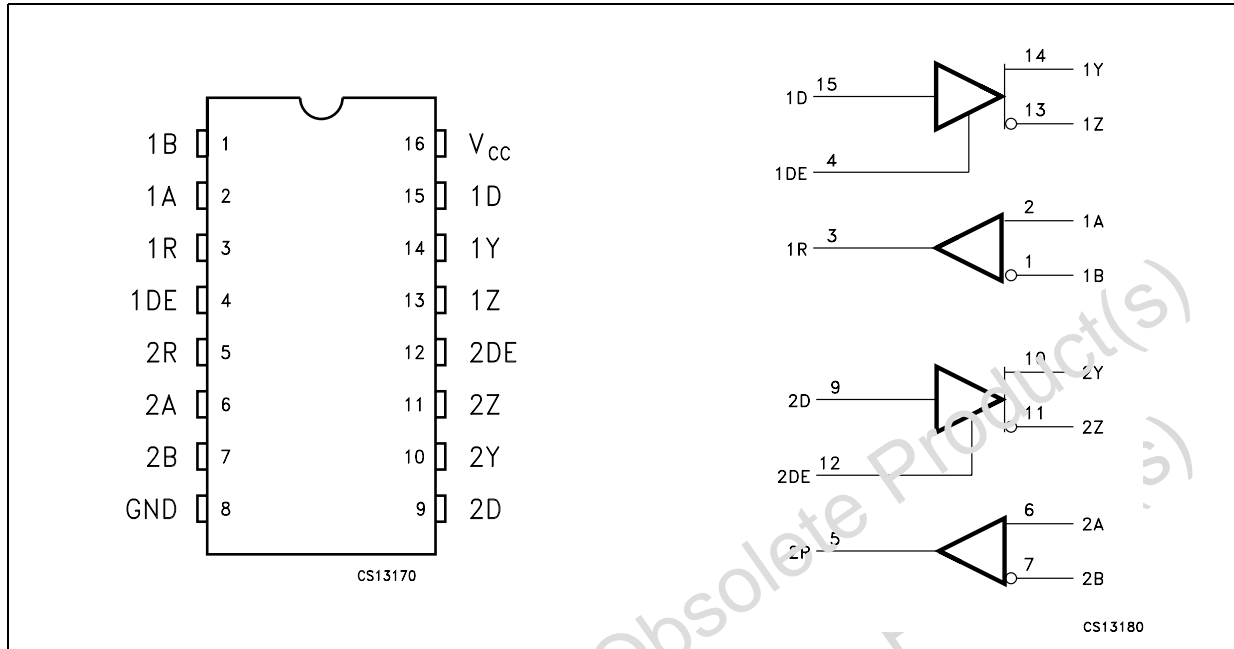 1B 1 16 VCC
1A 2 15 1D
1R 3 14 1Y
1DE 4 13 1Z
2R 5 12 2DE
2A 6 11 2Z
2B 7 10 2Y
GND 8 9 2D
CS13170
14 1Y
1D 15
13 1Z
1DE 4
2 1A
1R 3
1 1B
10 2Y
2D 9
11 2Z
2DE 12
6 2A
5
7 2B
CS13180
Obsolete Product(s)